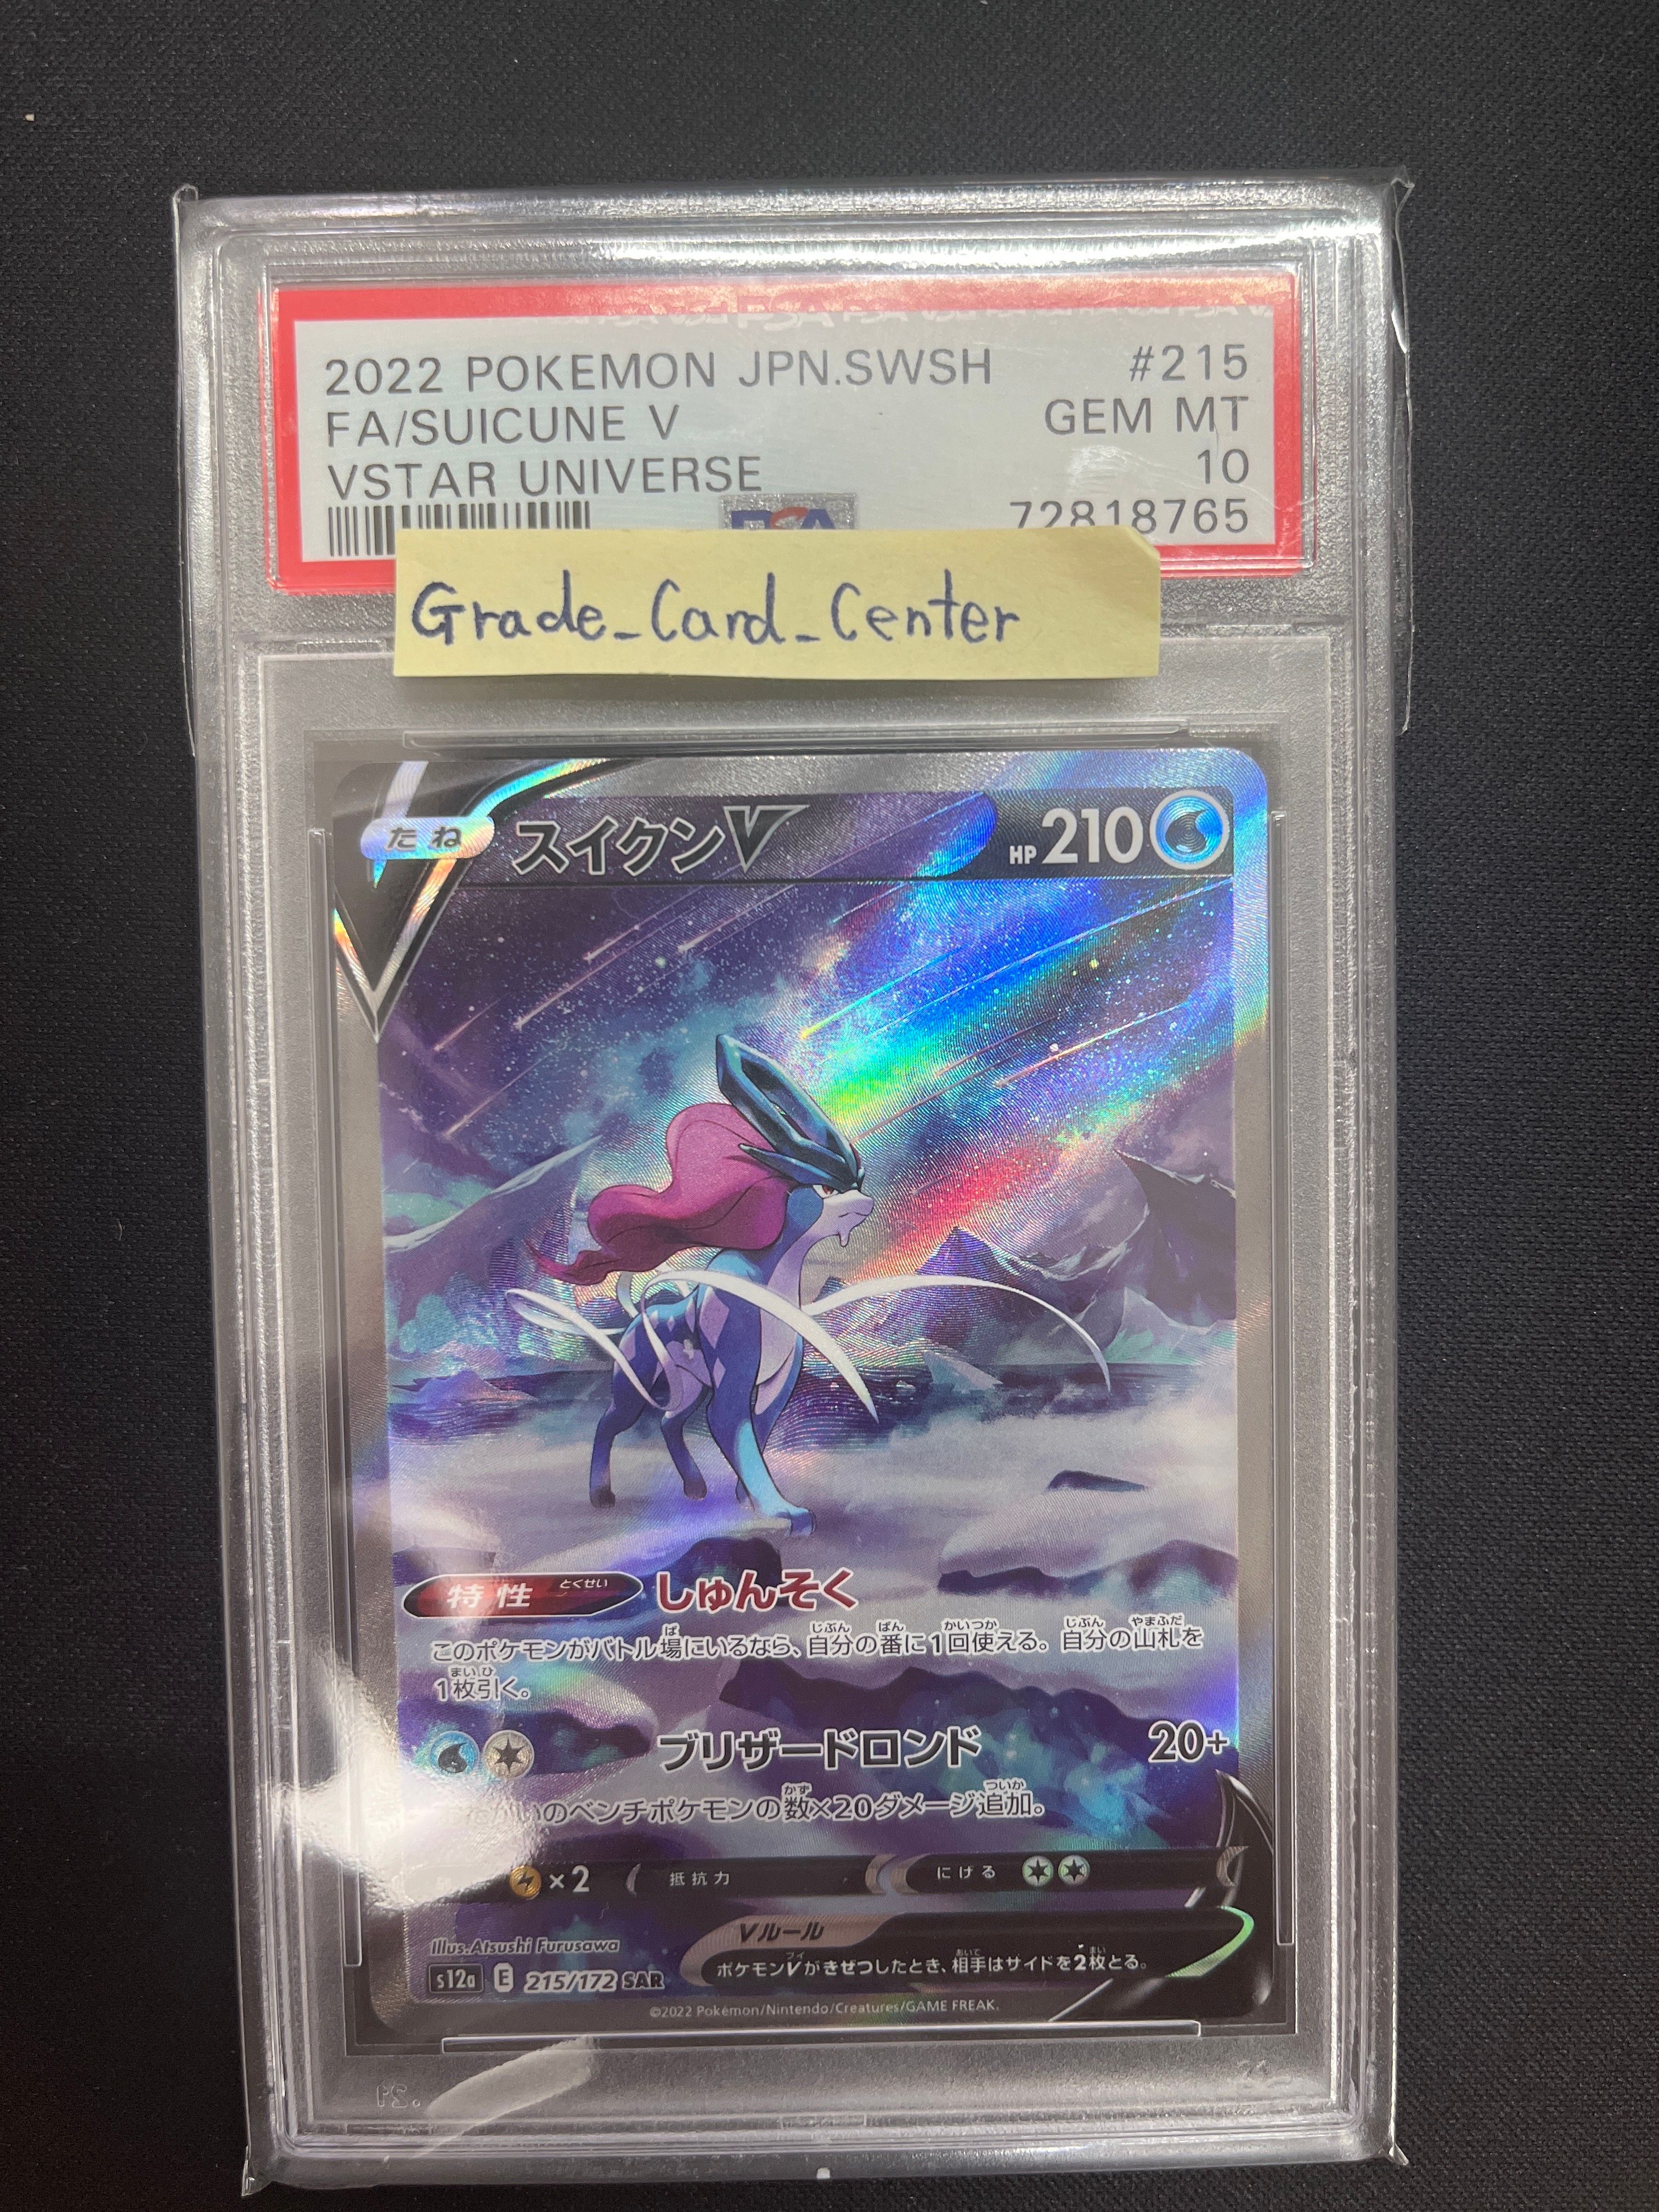 2022 POKEMON JPN.SWSH #215
FA/SUICUNE V GEM MT
VSTAR UNIVERSE 10
72818765
Grade_Card_Center
たね スイクンV HP 210
特性 とくせい しゅんそく
このポケモンがバトル場にいるなら、自分の番に1回使える。自分の山札を
1枚引く。
ブリザードロンド 20+
のベンチポケモンの数×20ダメージ追加。
×2 抵抗力 にげる
Vルール
ポケモンVがきぜつしたとき、相手はサイドを2枚とる。
Illus.Atsushi Furusawa
s12a E 215/172 SAR
©2022 Pokémon/Nintendo/Creatures/GAME FREAK.